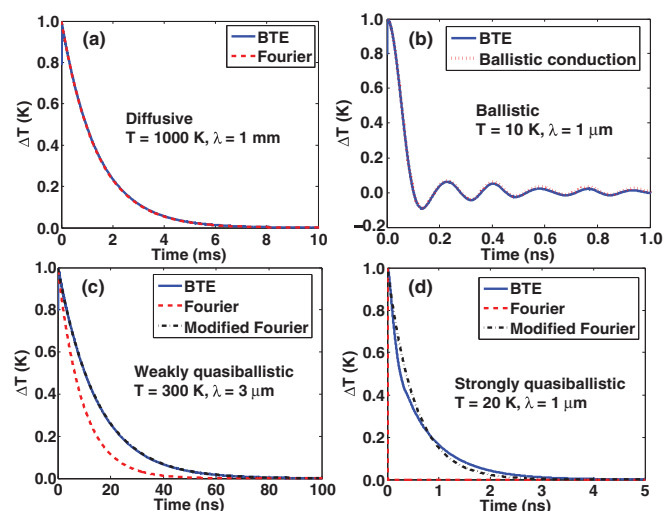 (a)
BTE
Fourier
Diffusive
T = 1000 K, λ = 1 mm
ΔT (K)
1.0
0.8
0.6
0.4
0.2
0.0
0 2 4 6 8 10
Time (ms)
(b)
BTE
Ballistic conduction
Ballistic
T = 10 K, λ = 1 μm
ΔT (K)
1.0
0.8
0.6
0.4
0.2
0.0
−0.2
0.0 0.2 0.4 0.6 0.8 1.0
Time (ns)
(c)
BTE
Fourier
Modified Fourier
Weakly quasiballistic
T = 300 K, λ = 3 μm
ΔT (K)
1.0
0.8
0.6
0.4
0.2
0.0
0 20 40 60 80 100
Time (ns)
(d)
BTE
Fourier
Modified Fourier
Strongly quasiballistic
T = 20 K, λ = 1 μm
ΔT (K)
1.0
0.8
0.6
0.4
0.2
0.0
0 1 2 3 4 5
Time (ns)